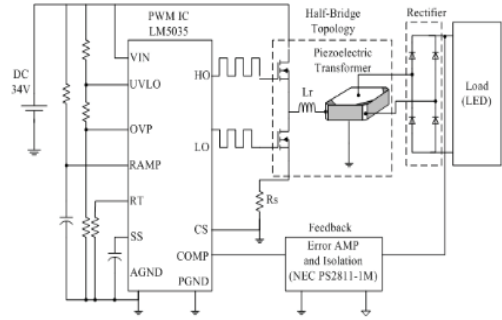 PWM IC
LM5035
Half-Bridge
Topology
Rectifier
Piezoelectric
Transformer
DC
34V
VIN
UVLO
OVP
RAMP
RT
SS
AGND
PGND
HO
LO
CS
COMP
Lr
Rs
Load
(LED)
Feedback
Error AMP
and Isolation
(NEC PS2811-1M)